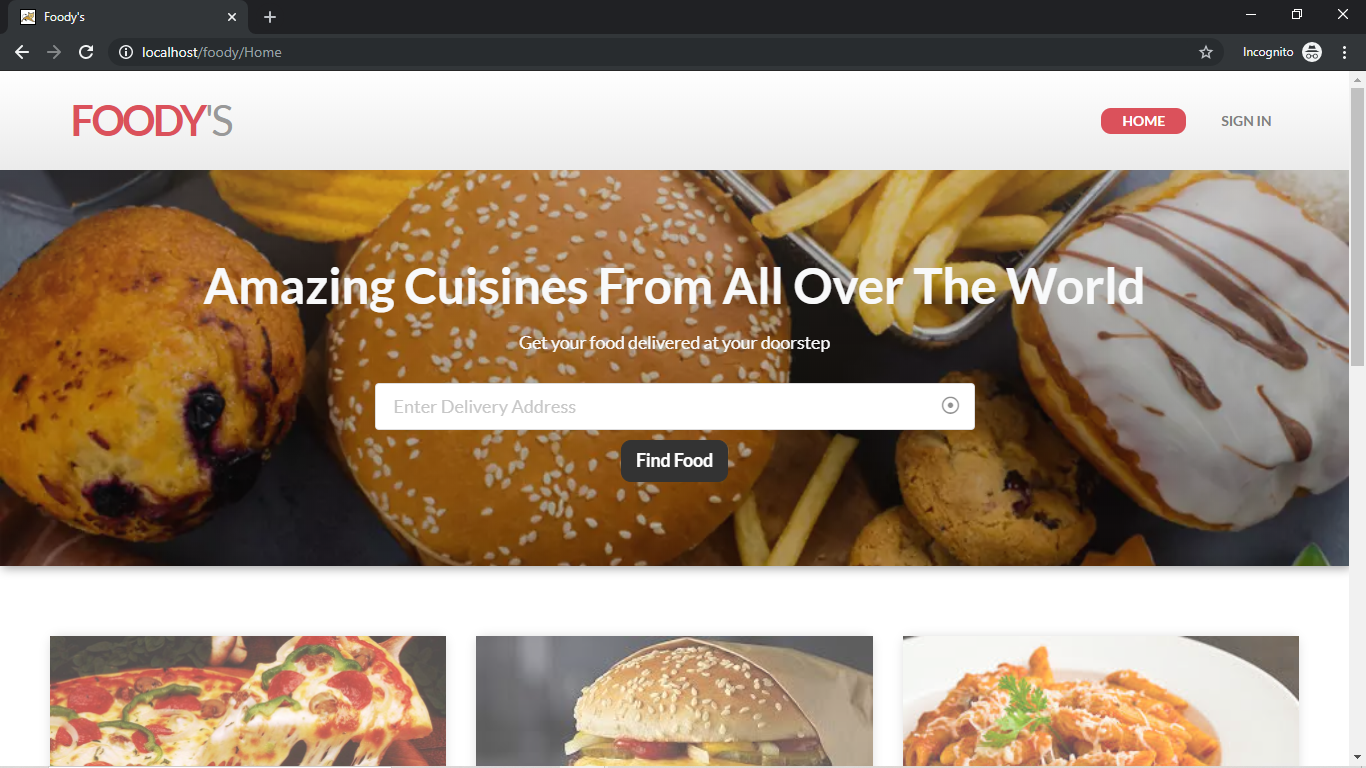 Foody's
localhost/foody/Home
Incognito
FOODY'S
HOME
SIGN IN
Amazing Cuisines From All Over The World
Get your food delivered at your doorstep
Enter Delivery Address
Find Food